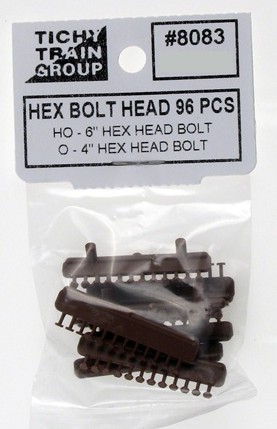 TICHY
TRAIN
GROUP
#8083
HEX BOLT HEAD 96 PCS
HO - 6" HEX HEAD BOLT
O - 4" HEX HEAD BOLT